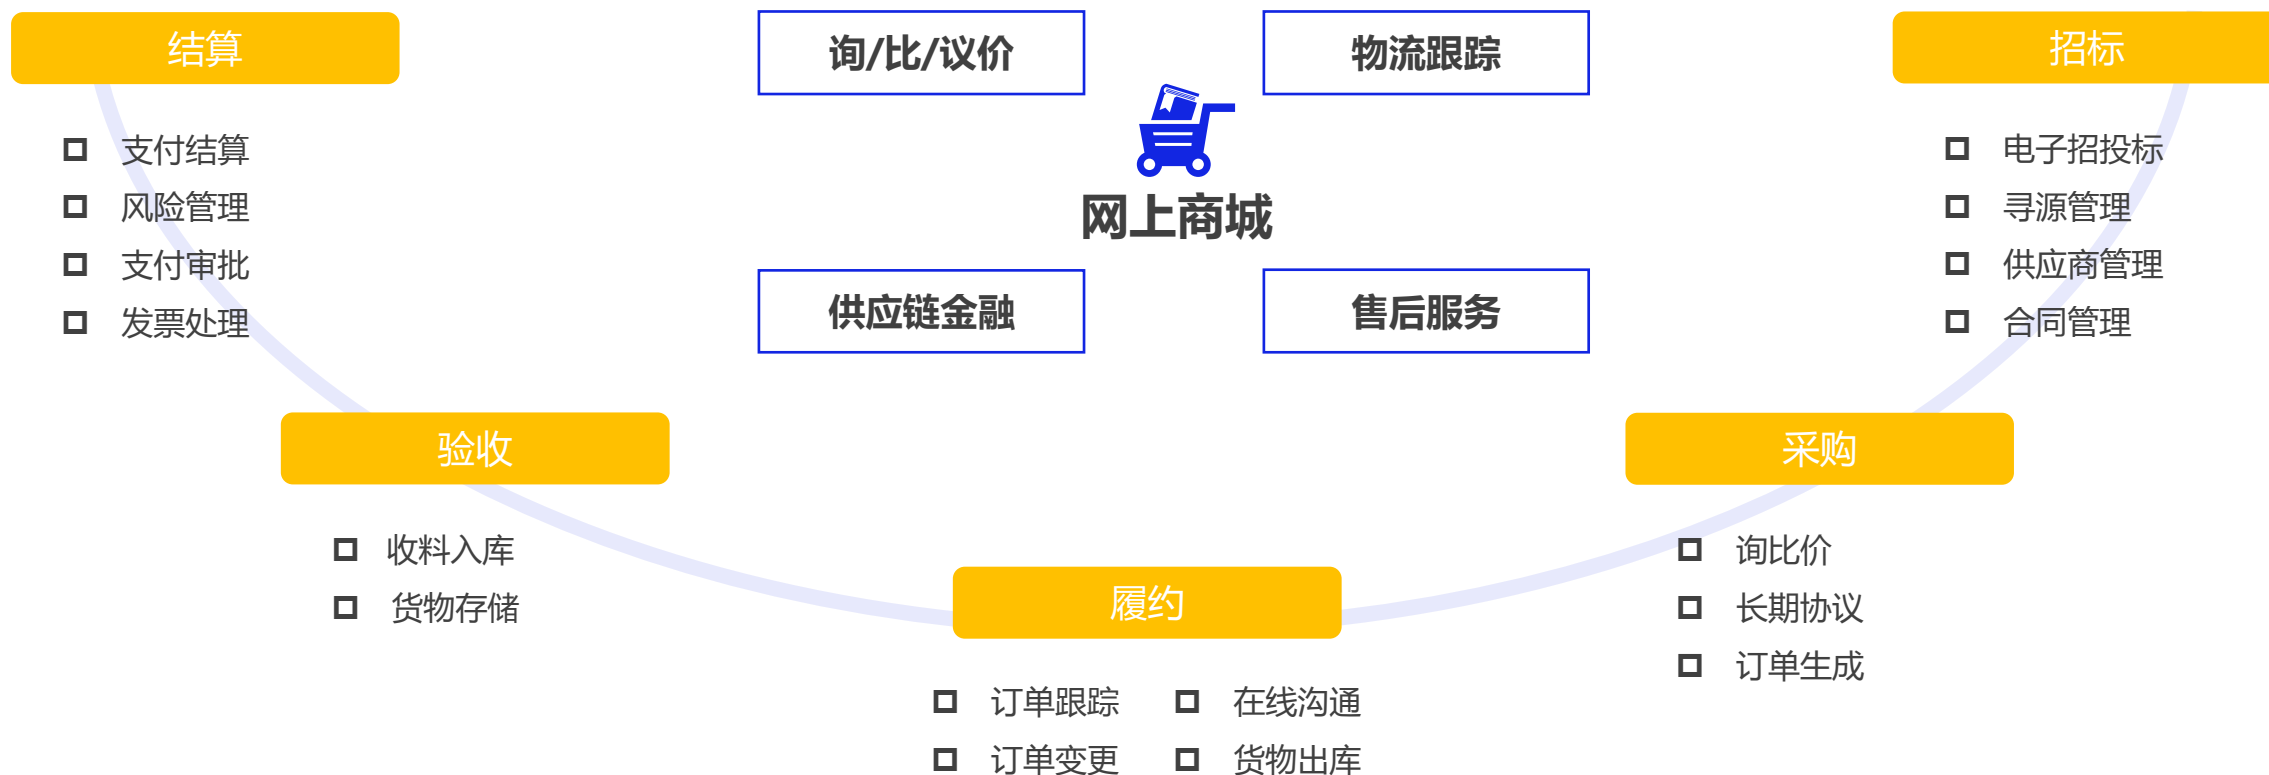 结算
询/比/议价
物流跟踪
招标
支付结算
风险管理
支付审批
发票处理
网上商城
供应链金融
售后服务
电子招投标
寻源管理
供应商管理
合同管理
验收
收料入库
货物存储
履约
订单跟踪
在线沟通
订单变更
货物出库
采购
询比价
长期协议
订单生成